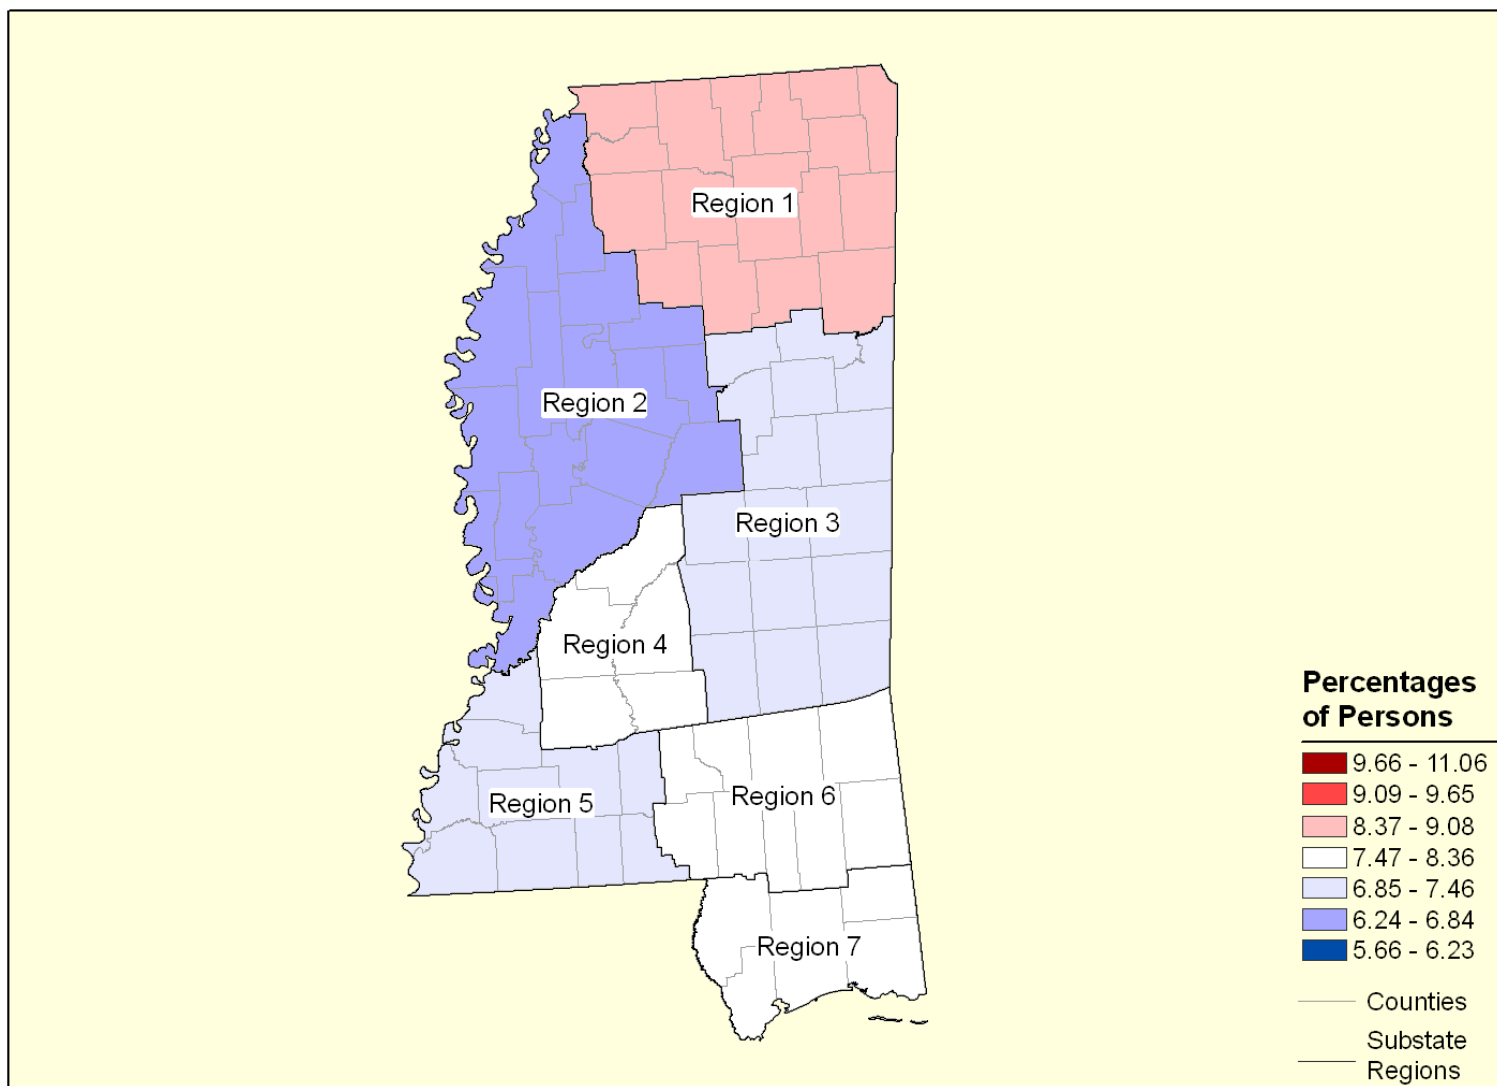 Region 1
Region 2
Region 3
Region 4
Region 5
Region 6
Region 7
Percentages
of Persons
9.66 - 11.06
9.09 - 9.65
8.37 - 9.08
7.47 - 8.36
6.85 - 7.46
6.24 - 6.84
5.66 - 6.23
Counties
Substate
Regions